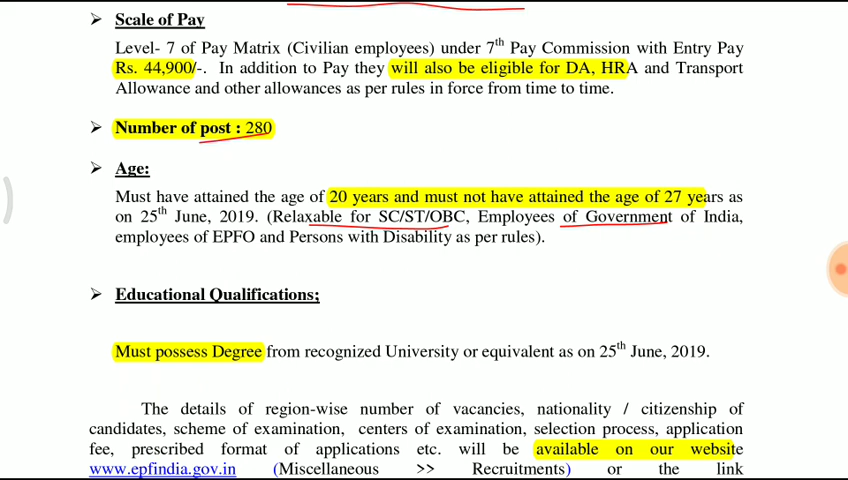 ➢ Scale of Pay
Level- 7 of Pay Matrix (Civilian employees) under 7th Pay Commission with Entry Pay
Rs. 44,900/-. In addition to Pay they will also be eligible for DA, HRA and Transport
Allowance and other allowances as per rules in force from time to time.
➢ Number of post : 280
➢ Age:
Must have attained the age of 20 years and must not have attained the age of 27 years as
on 25th June, 2019. (Relaxable for SC/ST/OBC, Employees of Government of India,
employees of EPFO and Persons with Disability as per rules).
➢ Educational Qualifications;
Must possess Degree from recognized University or equivalent as on 25th June, 2019.
The details of region-wise number of vacancies, nationality / citizenship of
candidates, scheme of examination, centers of examination, selection process, application
fee, prescribed format of applications etc. will be available on our website
www.epfindia.gov.in (Miscellaneous >> Recruitments) or the link